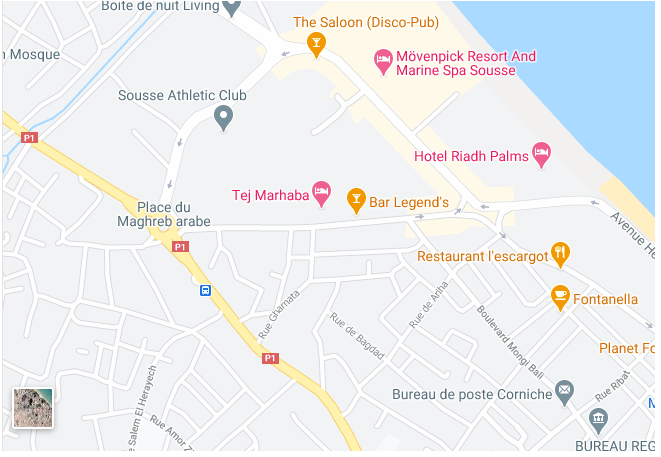 Boite de nuit Living
The Saloon (Disco-Pub)
n Mosque
Mövenpick Resort And
Marine Spa Sousse
Sousse Athletic Club
P1
Hotel Riadh Palms
Tej Marhaba
Bar Legend's
Place du
Maghreb arabe
Avenue He
P1
Restaurant l'escargot
Fontanella
Rue Gharnata
Rue de Bagdad
Rue de Ariha
Boulevard Mongi Bali
Planet Fo
P1
Rue Ribat
Bureau de poste Corniche
e Salem El Herayech
Rue Amor Z
M
BUREAU REG